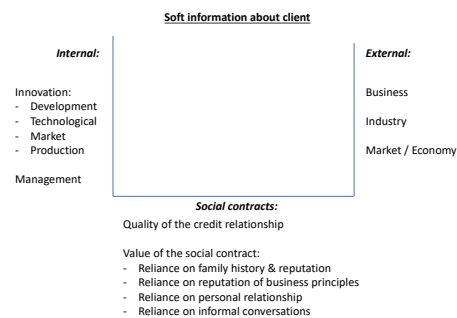 Soft information about client
Internal:
Innovation:
- Development
- Technological
- Market
- Production
Management
External:
Business
Industry
Market / Economy
Social contracts:
Quality of the credit relationship
Value of the social contract:
- Reliance on family history & reputation
- Reliance on reputation of business principles
- Reliance on personal relationship
- Reliance on informal conversations